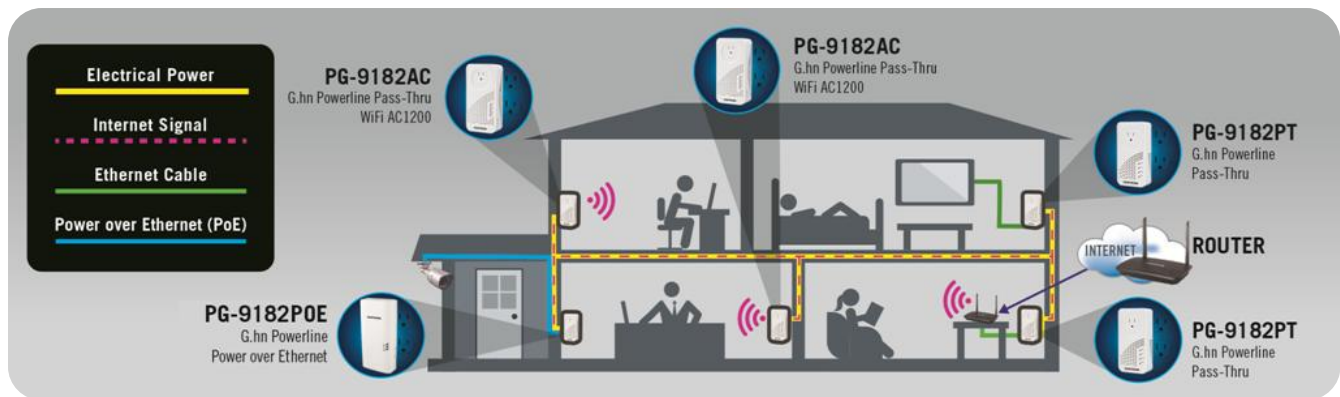 Electrical Power
Internet Signal
Ethernet Cable
Power over Ethernet (PoE)
PG-9182AC
G.hn Powerline Pass-Thru
WiFi AC1200
PG-9182AC
G.hn Powerline Pass-Thru
WiFi AC1200
PG-9182PT
G.hn Powerline
Pass-Thru
INTERNET
ROUTER
PG-9182POE
G.hn Powerline
Power over Ethernet
PG-9182PT
G.hn Powerline
Pass-Thru